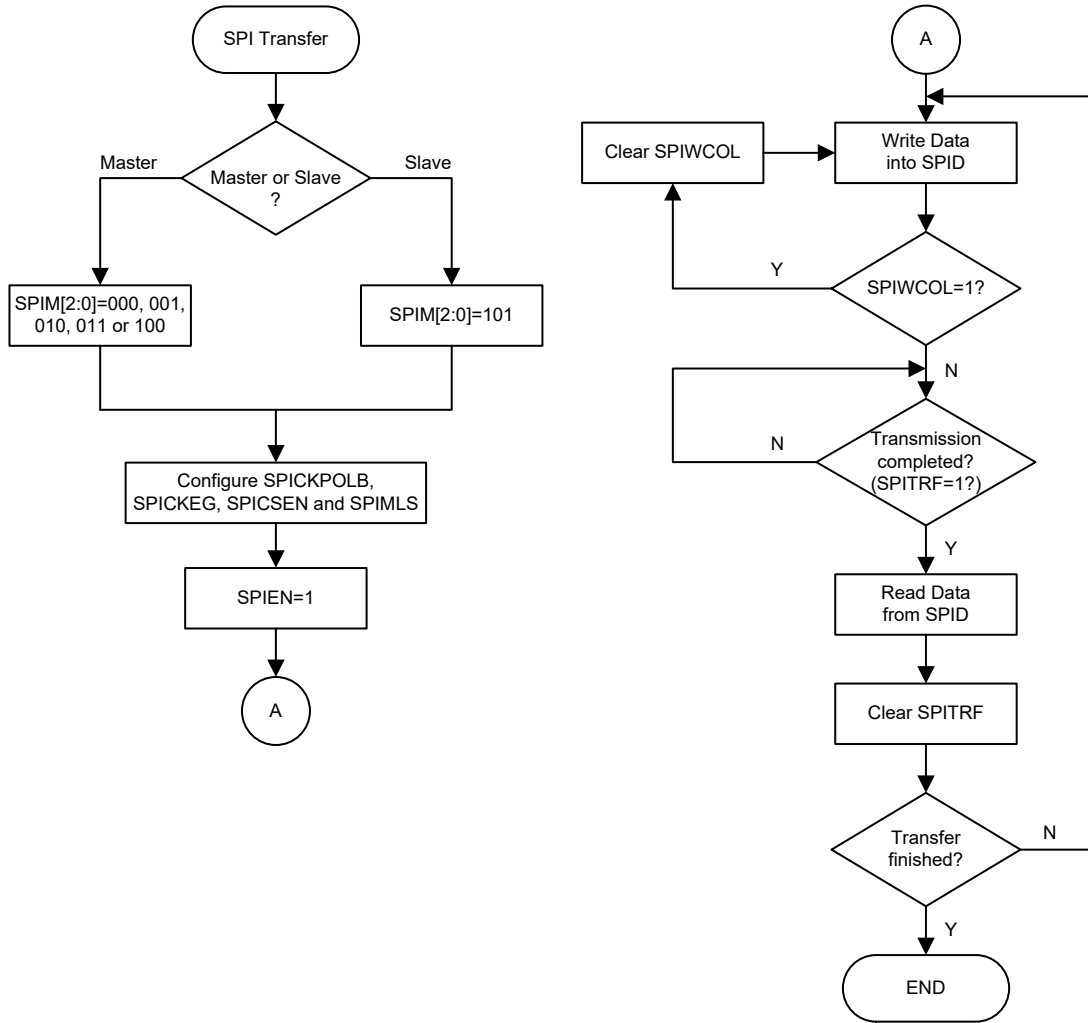 SPI Transfer
Master
Slave
Master or Slave
?
SPIM[2:0]=000, 001,
010, 011 or 100
SPIM[2:0]=101
Configure SPICKPOLB,
SPICKEG, SPICSEN and SPIMLS
SPIEN=1
A
A
Clear SPIWCOL
Write Data
into SPID
Y
SPIWCOL=1?
N
N
Transmission
completed?
(SPITRF=1?)
Y
Read Data
from SPID
Clear SPITRF
Transfer
finished?
N
Y
END